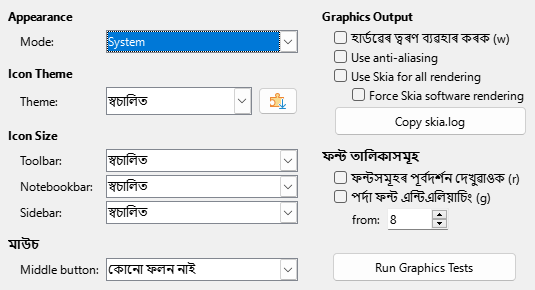 Appearance
Mode: System
Icon Theme
Theme: স্বচালিত
Icon Size
Toolbar: স্বচালিত
Notebookbar: স্বচালিত
Sidebar: স্বচালিত
মাউচ
Middle button: কোনো ফলন নাই
Graphics Output
হাৰ্ডৱেৰ ত্বৰণ ব্যৱহাৰ কৰক (w)
Use anti-aliasing
Use Skia for all rendering
Force Skia software rendering
Copy skia.log
ফন্ট তালিকাসমূহ
ফন্টসমূহৰ পূৰ্বদৰ্শন দেখুৱাওক (r)
পৰ্দা ফন্ট এন্টিএলিয়াচিং (g)
from: 8
Run Graphics Tests